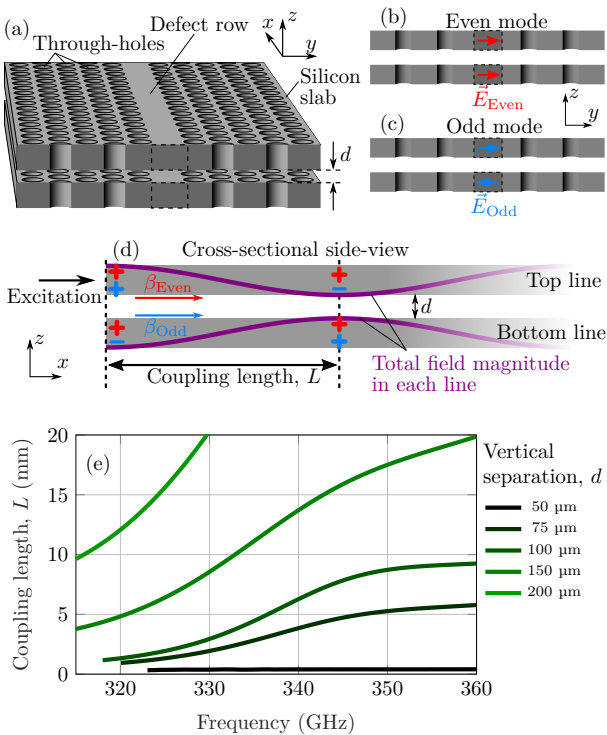 (a)
Through-holes
Defect row
z
x
y
Silicon
slab
d
(b)
Even mode
E⃗Even
(c)
Odd mode
E⃗Odd
z
y
(d)
Cross-sectional side-view
Excitation
βEven
βOdd
Top line
d
Bottom line
z
x
Coupling length, L
Total field magnitude
in each line
(e)
Coupling length, L (mm)
20
15
10
5
0
320
330
340
350
360
Frequency (GHz)
Vertical
separation, d
50 µm
75 µm
100 µm
150 µm
200 µm